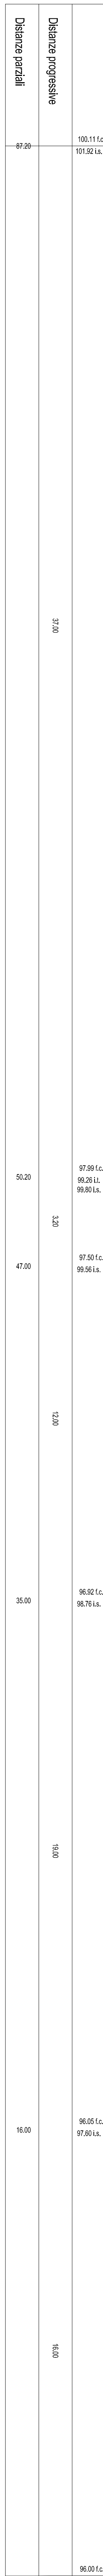 Distanze parziali
Distanze progressive
100.11 f.c.
101.92 i.s.
87.20
37.00
97.99 f.c.
99.26 i.t.
99.80 i.s.
50.20
3.20
97.50 f.c.
99.56 i.s.
47.00
12.00
96.92 f.c.
98.76 i.s.
35.00
19.00
96.05 f.c.
97.60 i.s.
16.00
16.00
96.00 f.c.